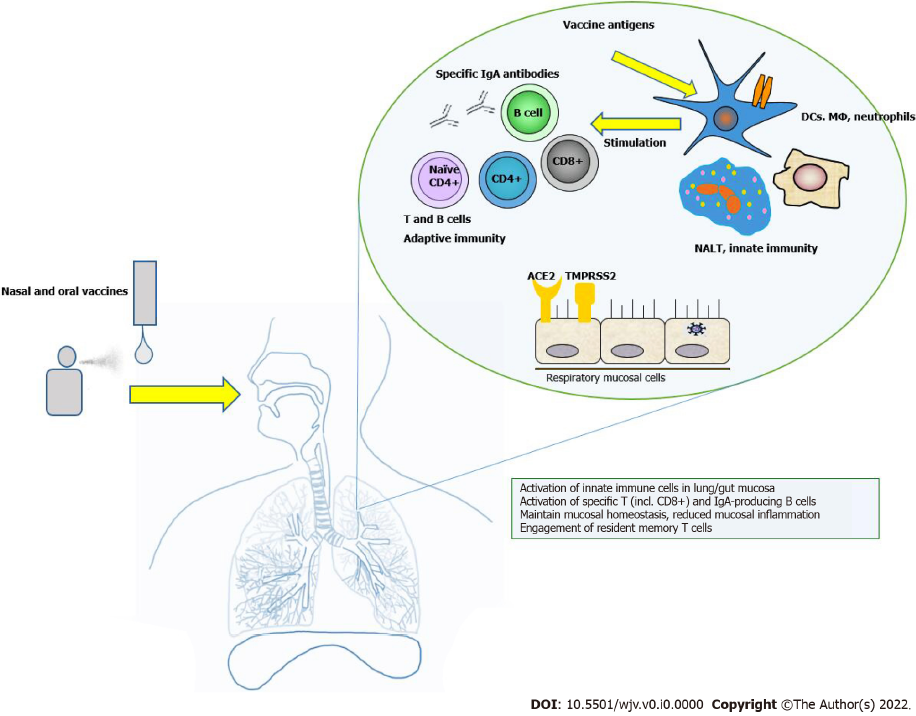 Vaccine antigens
Specific IgA antibodies
B cell
DCs. MΦ, neutrophils
Stimulation
CD8+
Naïve
CD4+
CD4+
T and B cells
Adaptive immunity
NALT, innate immunity
ACE2 TMPRSS2
Respiratory mucosal cells
Nasal and oral vaccines
Activation of innate immune cells in lung/gut mucosa
Activation of specific T (incl. CD8+) and IgA-producing B cells
Maintain mucosal homeostasis, reduced mucosal inflammation
Engagement of resident memory T cells
DOI: 10.5501/wjv.v0.i0.0000 Copyright ©The Author(s) 2022.